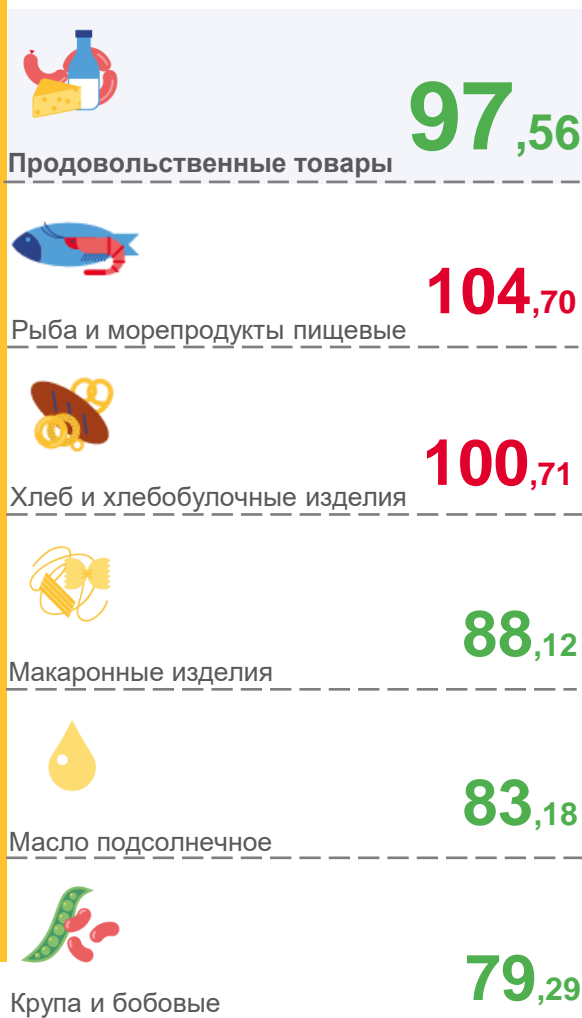 97,56
Продовольственные товары
104,70
Рыба и морепродукты пищевые
100,71
Хлеб и хлебобулочные изделия
88,12
Макаронные изделия
83,18
Масло подсолнечное
79,29
Крупа и бобовые